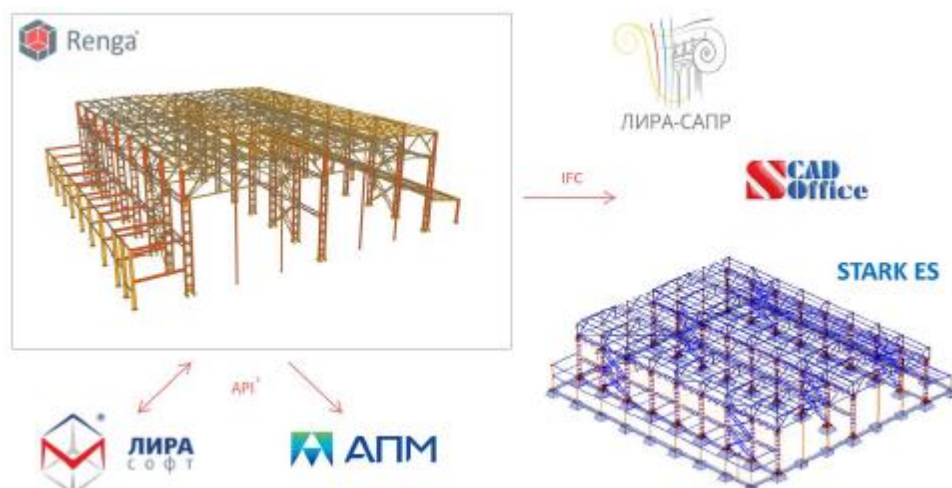 Renga
ЛИРА-САПР
IFC
SCAD
Office
STARK ES
API
ЛИРА
СОФТ
АПМ